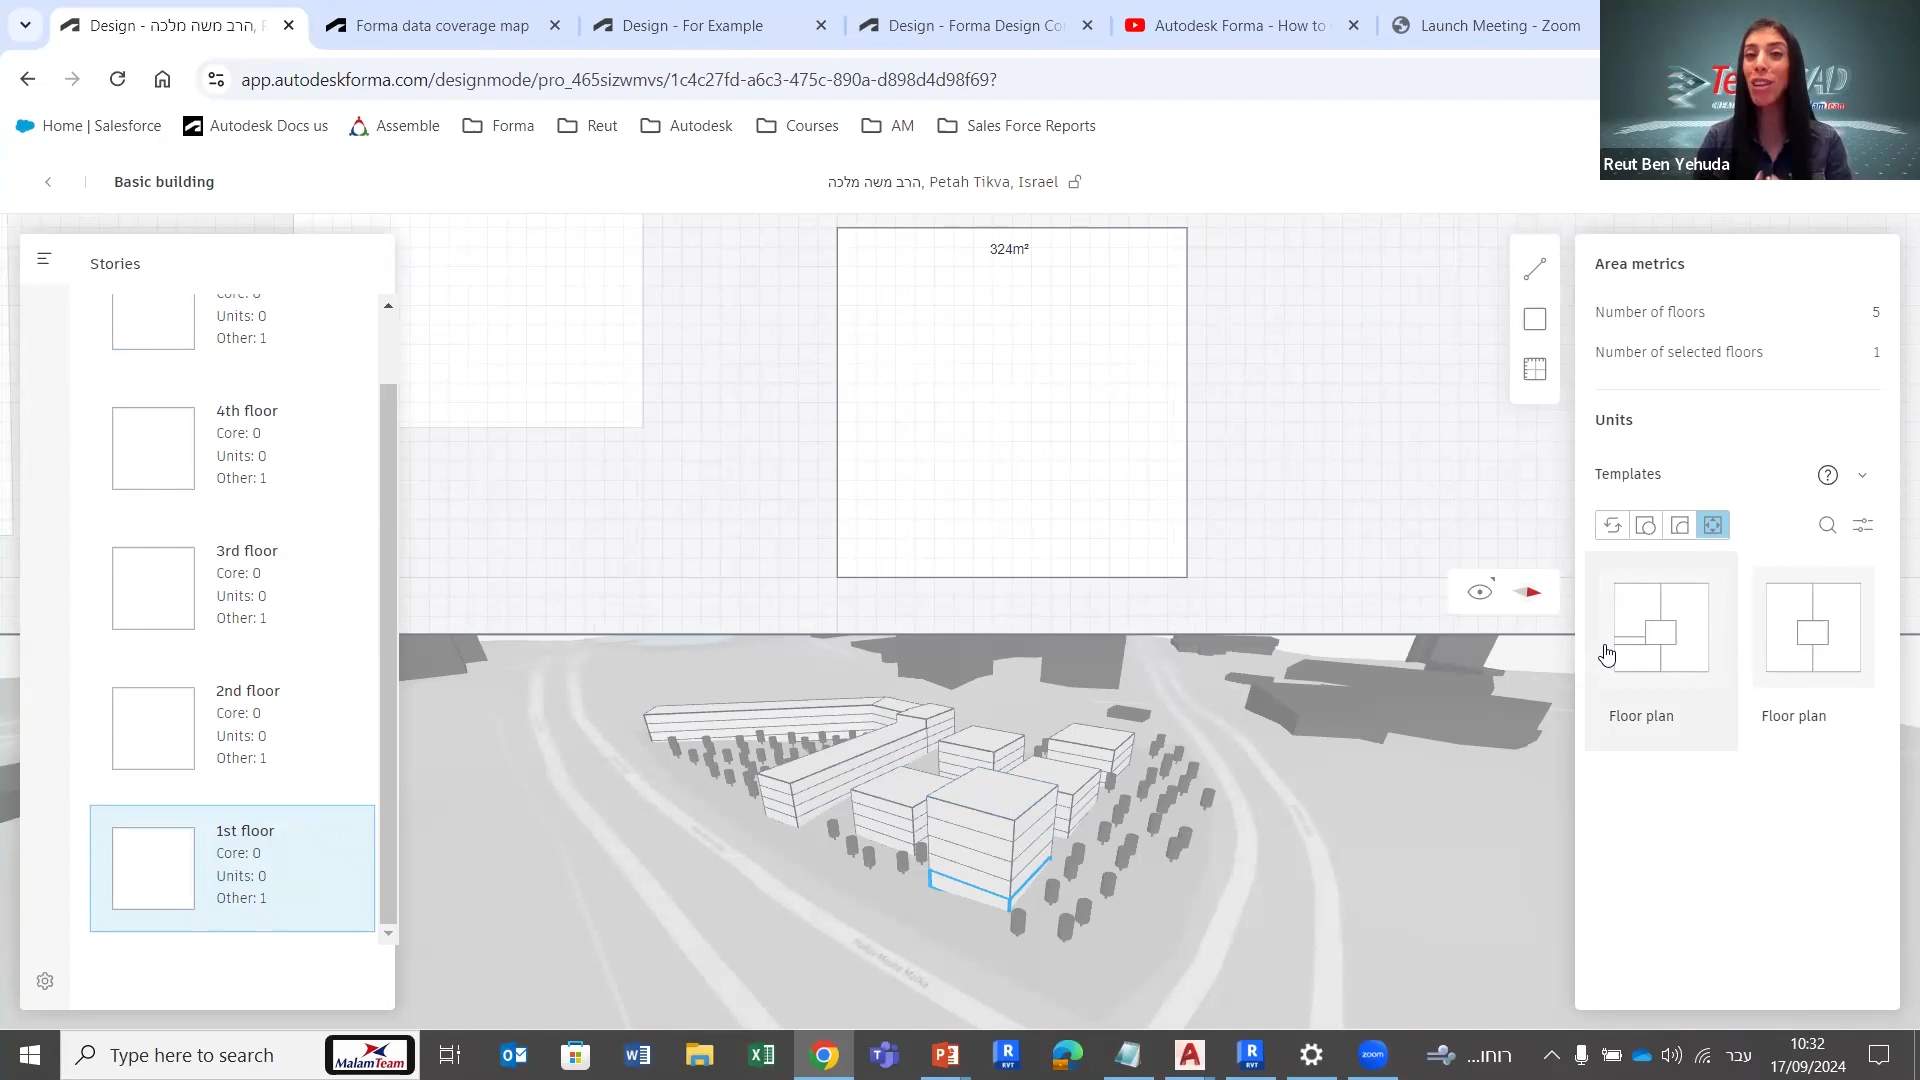 Design - הרב משה מלכה,
Forma data coverage map
Design - For Example
Design - Forma Design Co
Autodesk Forma - How to
Launch Meeting - Zoom
app.autodeskforma.com/designmode/pro_465sizwmvs/1c4c27fd-a6c3-475c-890a-d898d4d98f69?
Home | Salesforce
Autodesk Docs us
Assemble
Forma
Reut
Autodesk
Courses
AM
Sales Force Reports
Reut Ben Yehuda
Basic building
הרב משה מלכה, Petah Tikva, Israel
Stories
Core: 0
Units: 0
Other: 1
4th floor
Core: 0
Units: 0
Other: 1
3rd floor
Core: 0
Units: 0
Other: 1
2nd floor
Core: 0
Units: 0
Other: 1
1st floor
Core: 0
Units: 0
Other: 1
324m²
Area metrics
Number of floors 5
Number of selected floors 1
Units
Templates
Floor plan
Floor plan
Type here to search
MalamTeam
zoom
רוחו...
עבר
10:32
17/09/2024